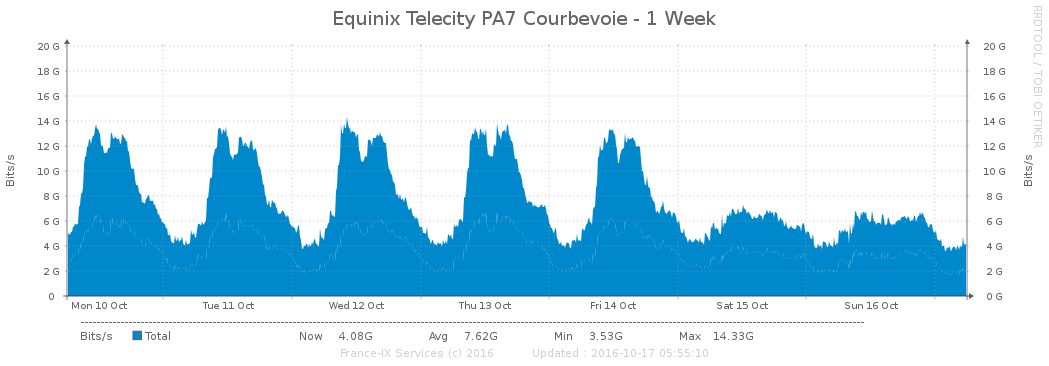 Equinix Telecity PA7 Courbevoie - 1 Week
RRDTOOL / TOBI OETIKER
20 G 20 G
18 G 18 G
16 G 16 G
14 G 14 G
12 G 12 G
10 G 10 G
8 G 8 G
6 G 6 G
4 G 4 G
2 G 2 G
0 0 G
Bits/s Bits/s
Mon 10 Oct Tue 11 Oct Wed 12 Oct Thu 13 Oct Fri 14 Oct Sat 15 Oct Sun 16 Oct
Bits/s Total Now 4.08G Avg 7.62G Min 3.53G Max 14.33G
France-IX Services (c) 2016 Updated : 2016-10-17 05:55:10